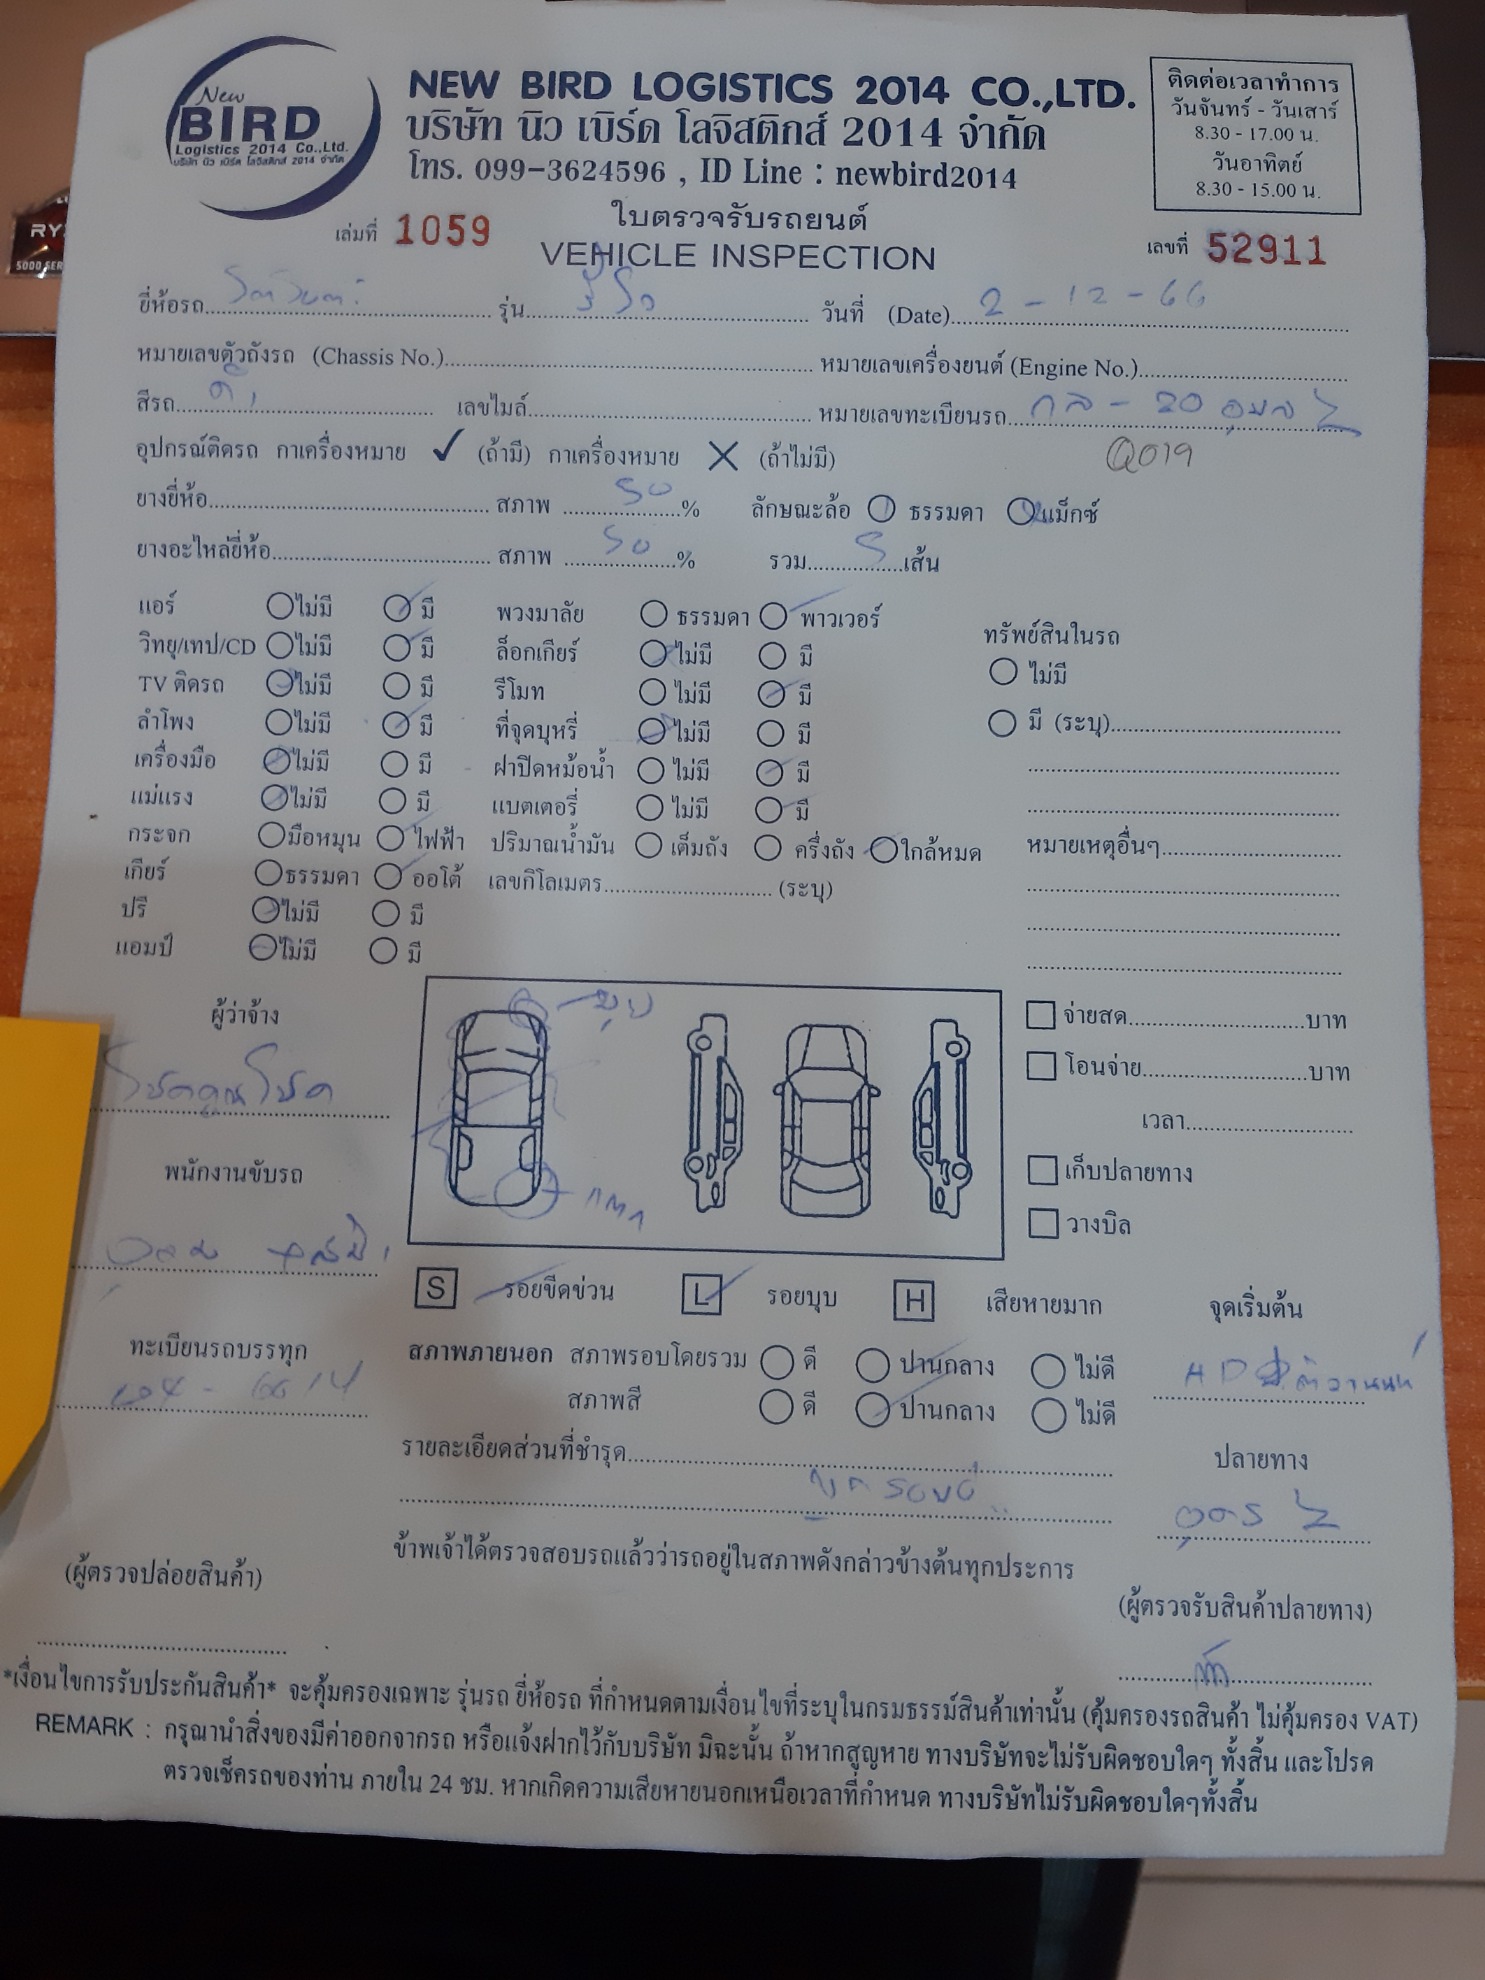 New
BIRD
Logistics 2014 Co.,Ltd.
บริษัท นิว เบิร์ด โลจิสติกส์ 2014 จำกัด
NEW BIRD LOGISTICS 2014 CO.,LTD.
บริษัท นิว เบิร์ด โลจิสติกส์ 2014 จำกัด
โทร. 099-3624596 , ID Line : newbird2014
ติดต่อเวลาทำการ
วันจันทร์ - วันเสาร์
8.30 - 17.00 น.
วันอาทิตย์
8.30 - 15.00 น.
RY
5000 SER
เล่มที่ 1059
ใบตรวจรับรถยนต์
VEHICLE INSPECTION
เลขที่ 52911
ยี่ห้อรถ รุ่น รีโว วันที่ (Date) 2-12-66
หมายเลขตัวถังรถ (Chassis No.) หมายเลขเครื่องยนต์ (Engine No.)
สีรถ ดำ เลขไมล์ หมายเลขทะเบียนรถ
อุปกรณ์ติดรถ กาเครื่องหมาย ✓ (ถ้ามี) กาเครื่องหมาย X (ถ้าไม่มี)
Q019
ยางยี่ห้อ สภาพ 50 % ลักษณะล้อ ธรรมดา แม็กซ์
ยางอะไหล่ยี่ห้อ สภาพ 50 % รวม 5 เส้น
แอร์ ไม่มี มี พวงมาลัย ธรรมดา พาวเวอร์
วิทยุ/เทป/CD ไม่มี มี ล็อกเกียร์ ไม่มี มี
TV ติดรถ ไม่มี มี รีโมท ไม่มี มี
ลำโพง ไม่มี มี ที่จุดบุหรี่ ไม่มี มี
เครื่องมือ ไม่มี มี ฝาปิดหม้อน้ำ ไม่มี มี
แม่แรง ไม่มี มี แบตเตอรี่ ไม่มี มี
กระจก มือหมุน ไฟฟ้า ปริมาณน้ำมัน เต็มถัง ครึ่งถัง ใกล้หมด
เกียร์ ธรรมดา ออโต้ เลขกิโลเมตร (ระบุ)
ปรี ไม่มี มี
แอมป์ ไม่มี มี
ทรัพย์สินในรถ
ไม่มี
มี (ระบุ)
หมายเหตุอื่นๆ
ผู้ว่าจ้าง
โชคคูณโชค
พนักงานขับรถ
ทะเบียนรถบรรทุก
บุบ
แตก
จ่ายสด บาท
โอนจ่าย บาท
เวลา
เก็บปลายทาง
วางบิล
S รอยขีดข่วน L รอยบุบ H เสียหายมาก
สภาพภายนอก สภาพรอบโดยรวม ดี ปานกลาง ไม่ดี
สภาพสี ดี ปานกลาง ไม่ดี
รายละเอียดส่วนที่ชำรุด
จุดเริ่มต้น
ติวานนท์
ปลายทาง
ข้าพเจ้าได้ตรวจสอบรถแล้วว่ารถอยู่ในสภาพดังกล่าวข้างต้นทุกประการ
(ผู้ตรวจปล่อยสินค้า)
(ผู้ตรวจรับสินค้าปลายทาง)
*เงื่อนไขการรับประกันสินค้า* จะคุ้มครองเฉพาะ รุ่นรถ ยี่ห้อรถ ที่กำหนดตามเงื่อนไขที่ระบุในกรมธรรม์สินค้าเท่านั้น (คุ้มครองรถสินค้า ไม่คุ้มครอง VAT)
REMARK : กรุณานำสิ่งของมีค่าออกจากรถ หรือแจ้งฝากไว้กับบริษัท มิฉะนั้น ถ้าหากสูญหาย ทางบริษัทจะไม่รับผิดชอบใดๆ ทั้งสิ้น และโปรด
ตรวจเช็ครถของท่าน ภายใน 24 ชม. หากเกิดความเสียหายนอกเหนือเวลาที่กำหนด ทางบริษัทไม่รับผิดชอบใดๆทั้งสิ้น